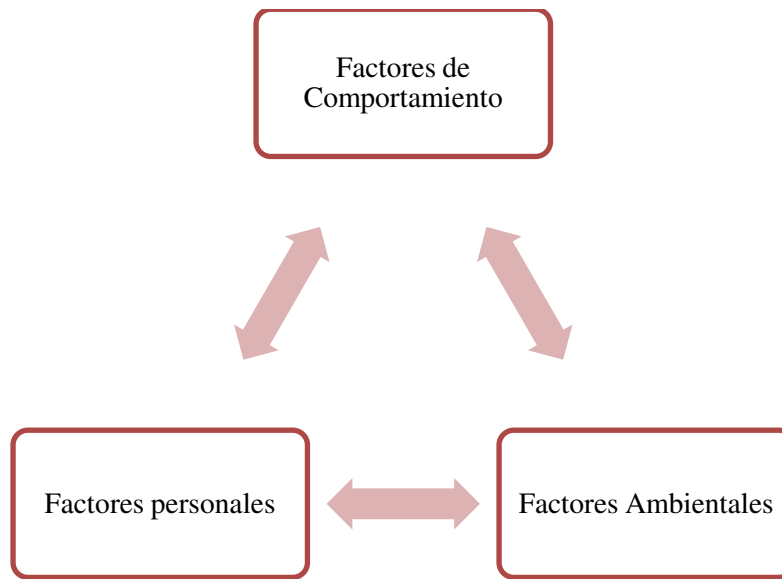 Factores de
Comportamiento
Factores personales
Factores Ambientales